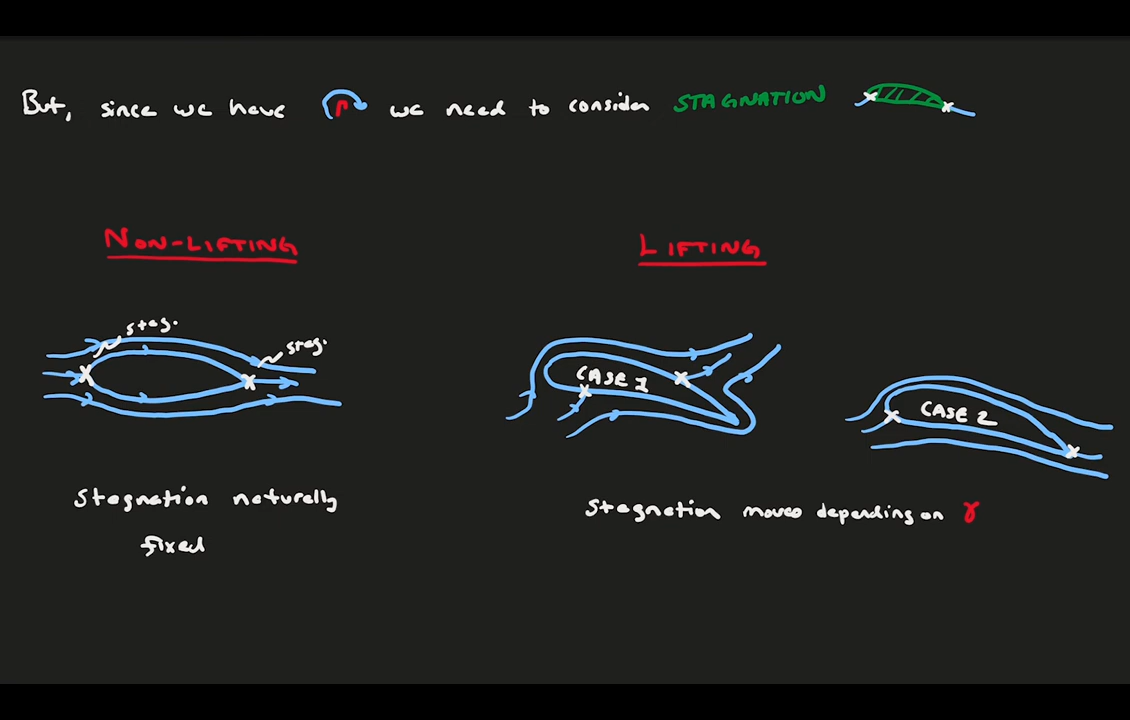 But, since we have Γ we need to consider STAGNATION
NON-LIFTING
LIFTING
stag.
stag.
CASE 1
CASE 2
Stagnation naturally
fixed
Stagnation moves depending on γ